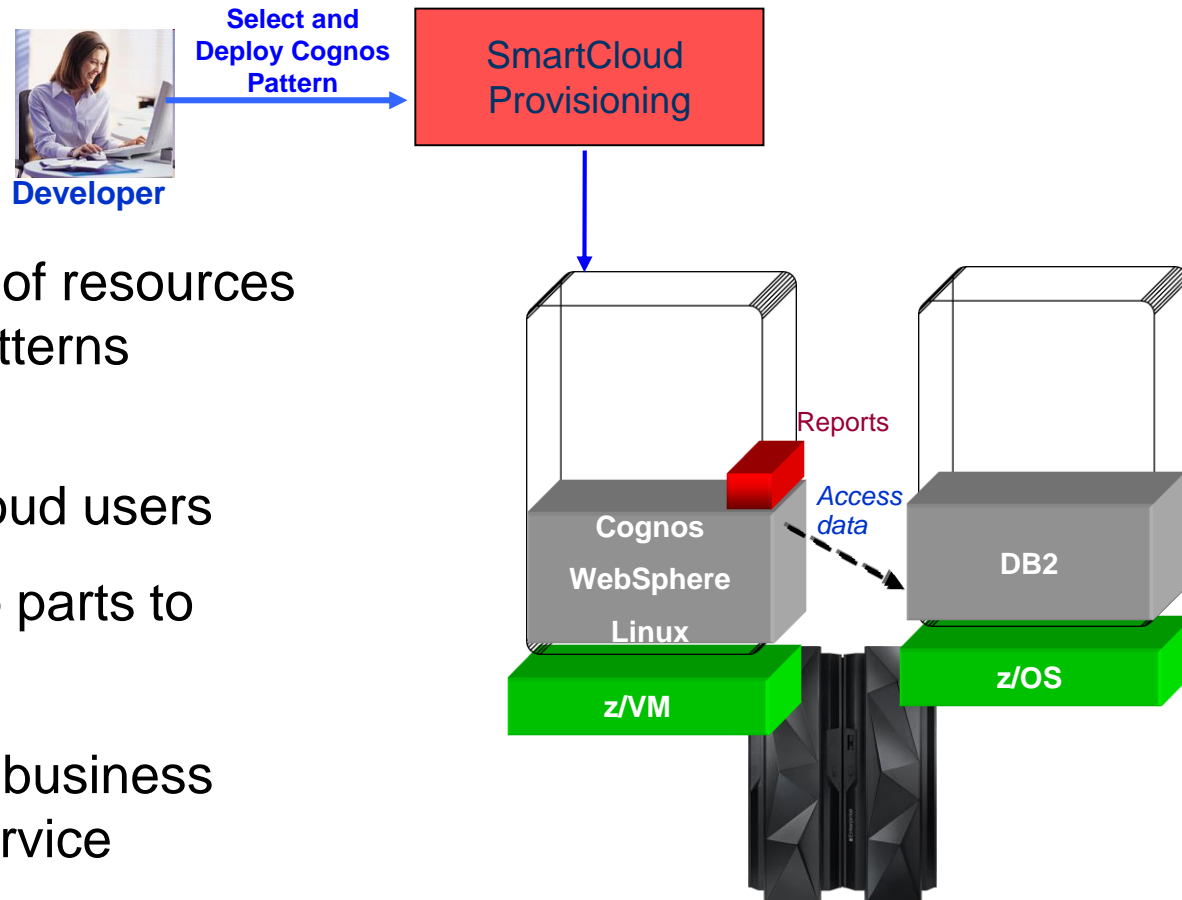 Select and
Deploy Cognos
Pattern
SmartCloud
Provisioning
Developer
of resources
tterns
oud users
parts to
business
rvice
Reports
Access
data
Cognos
WebSphere
Linux
DB2
z/VM
z/OS